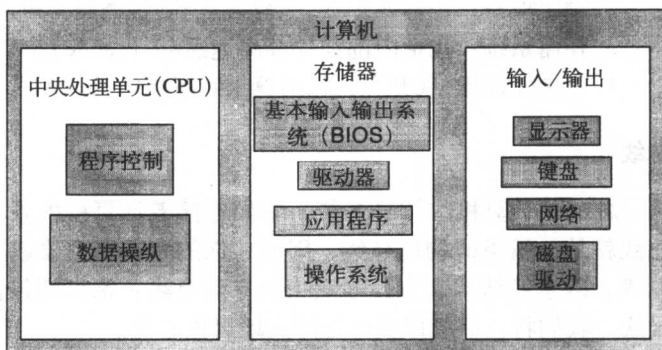 计算机
中央处理单元(CPU)
程序控制
数据操纵
存储器
基本输入输出系
统（BIOS）
驱动器
应用程序
操作系统
输入/输出
显示器
键盘
网络
磁盘
驱动